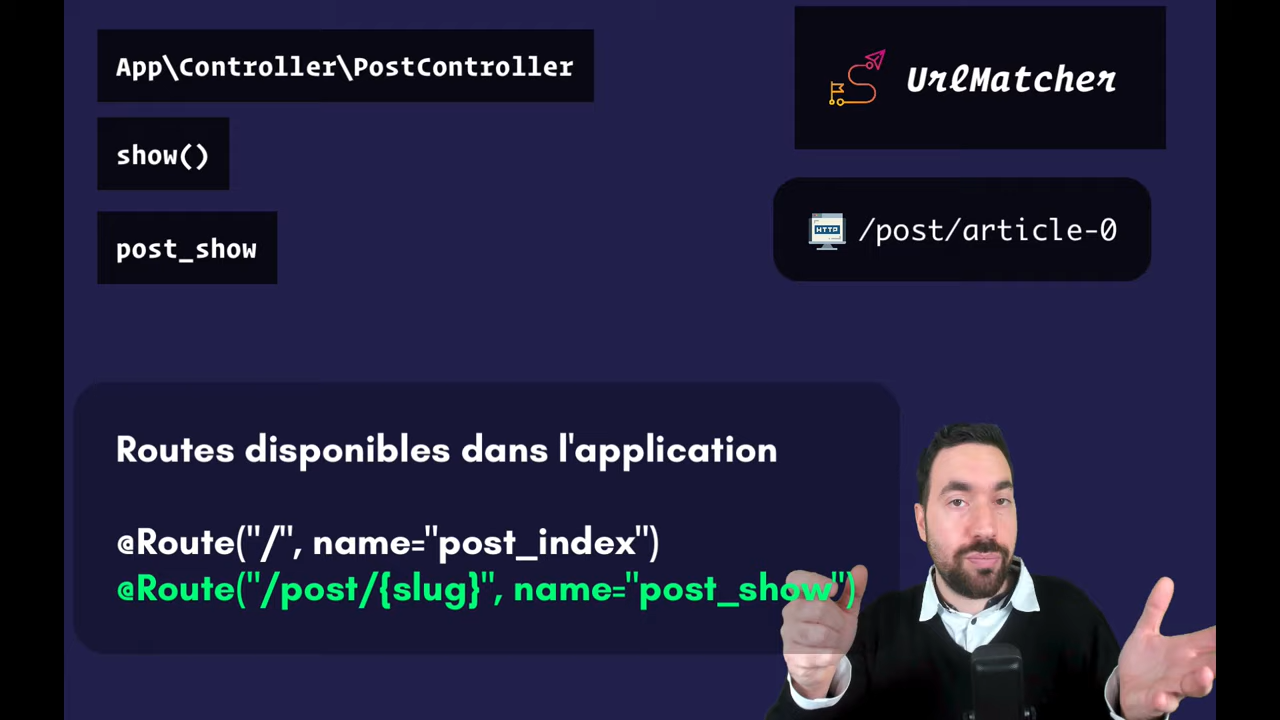 App\Controller\PostController
show()
post_show
UrlMatcher
HTTP
/post/article-0
Routes disponibles dans l'application
@Route("/", name="post_index")
@Route("/post/{slug}", name="post_show")